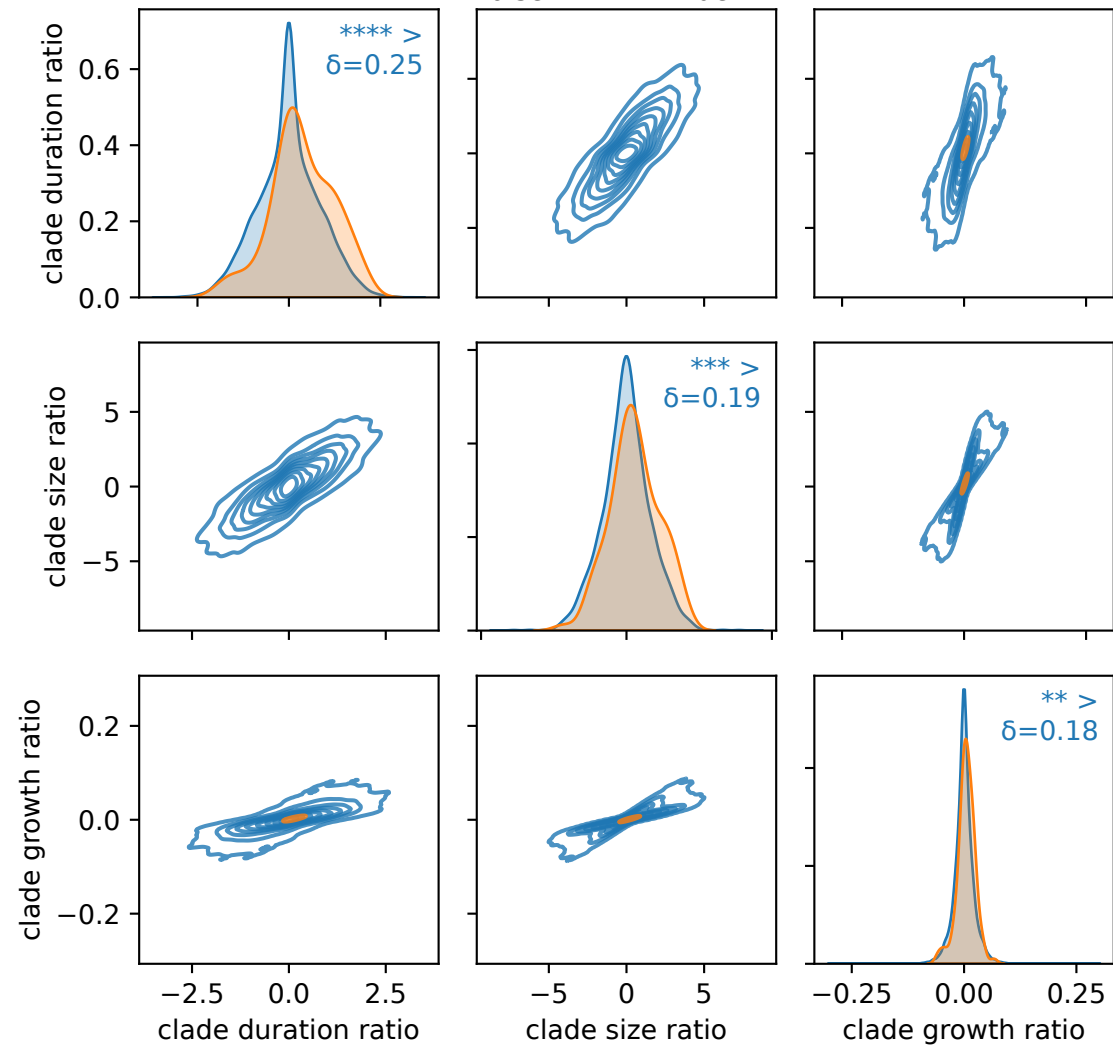 clade duration ratio
0.6
0.4
0.2
0.0
**** >
δ=0.25
clade size ratio
5
0
−5
*** >
δ=0.19
clade growth ratio
0.2
0.0
−0.2
** >
δ=0.18
−2.5 0.0 2.5
clade duration ratio
−5 0 5
clade size ratio
−0.25 0.00 0.25
clade growth ratio